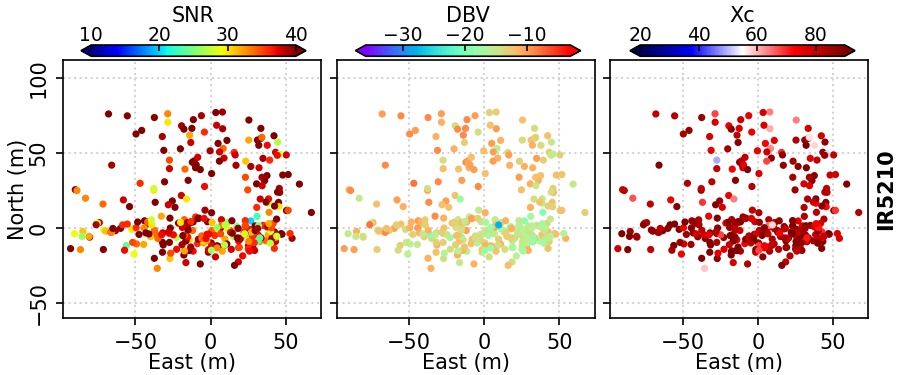 SNR DBV Xc
10 20 30 40 −30 −20 −10 20 40 60 80
100
50
0
−50
North (m)
IR5210
−50 0 50 −50 0 50 −50 0 50
East (m) East (m) East (m)